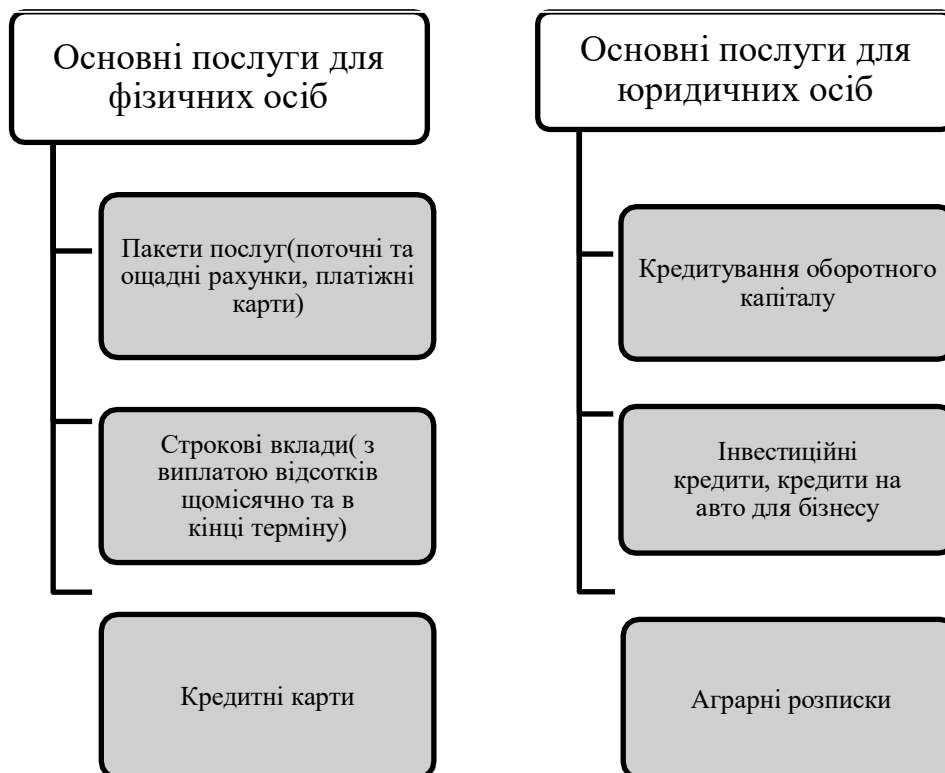 Основні послуги для
фізичних осіб
Пакети послуг(поточні та
ощадні рахунки, платіжні
карти)
Строкові вклади( з
виплатою відсотків
щомісячно та в
кінці терміну)
Кредитні карти
Основні послуги для
юридичних осіб
Кредитування оборотного
капіталу
Інвестиційні
кредити, кредити на
авто для бізнесу
Аграрні розписки